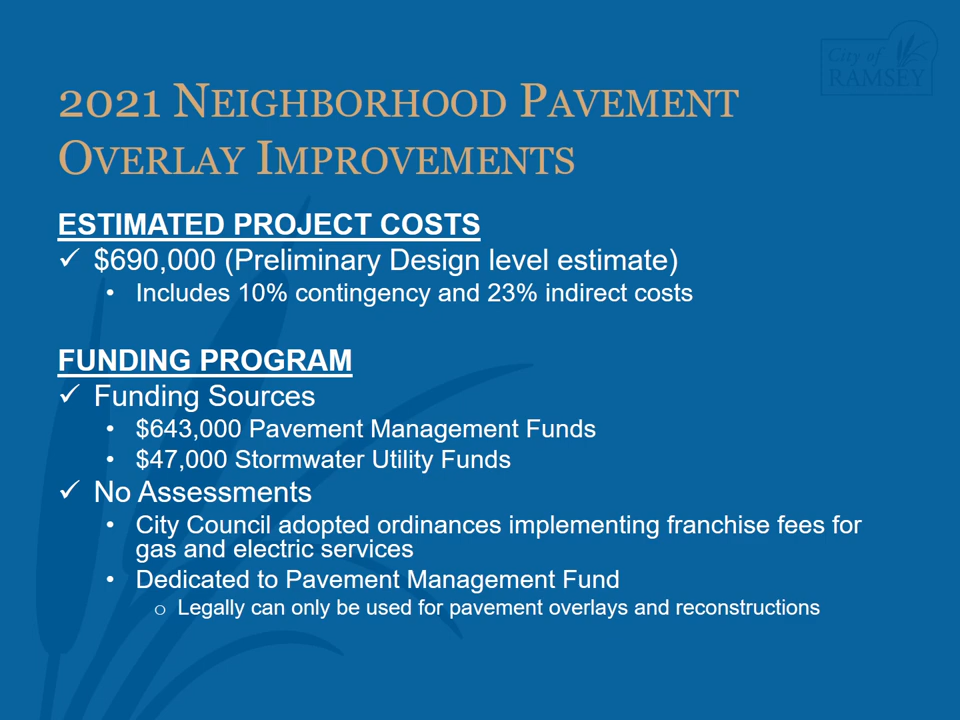 City of
RAMSEY
2021 NEIGHBORHOOD PAVEMENT
OVERLAY IMPROVEMENTS
ESTIMATED PROJECT COSTS
✓ $690,000 (Preliminary Design level estimate)
• Includes 10% contingency and 23% indirect costs
FUNDING PROGRAM
✓ Funding Sources
• $643,000 Pavement Management Funds
• $47,000 Stormwater Utility Funds
✓ No Assessments
• City Council adopted ordinances implementing franchise fees for
gas and electric services
• Dedicated to Pavement Management Fund
o Legally can only be used for pavement overlays and reconstructions